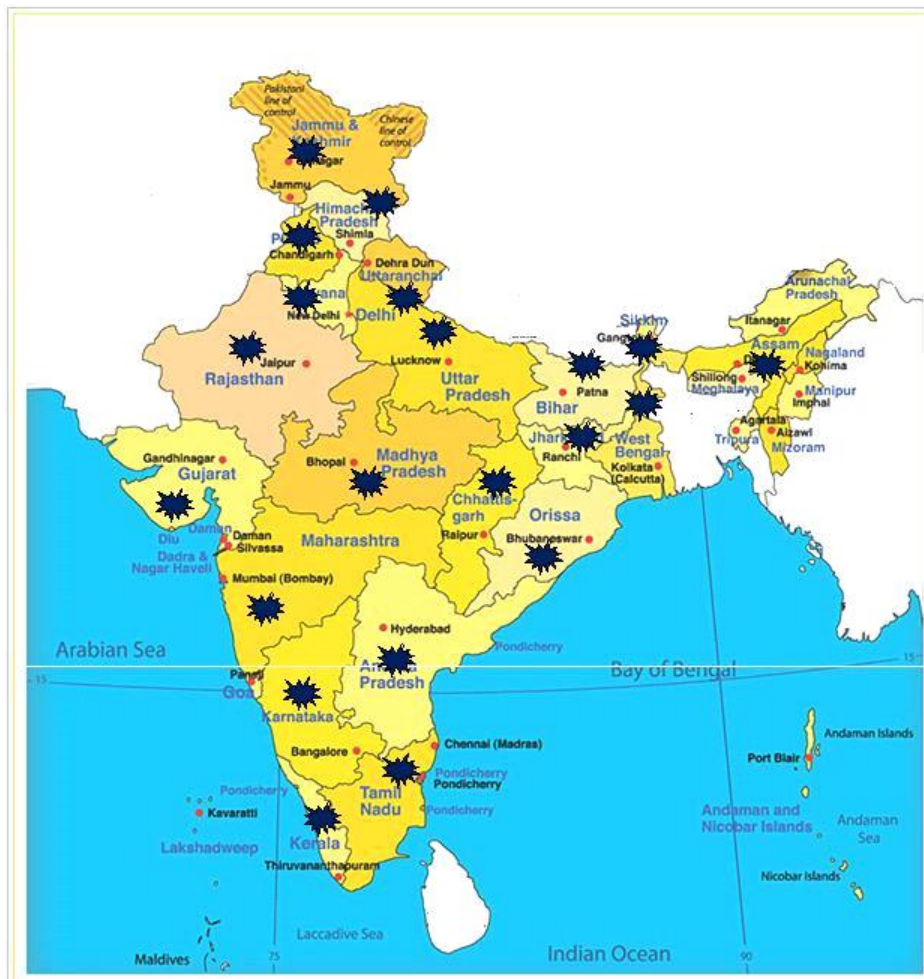 Pakistani
line of
control
Chinese
line of
control
Jammu &
Jammu
Pradesh
Shimla
Chandigarh
Dehra Dun
Uttaranchal
New Delhi
Delhi
Arunachal
Pradesh
Itanagar
Sikkim
Assam
Nagaland
Kohima
Shillong
Meghalaya
Manipur
Imphal
Agartala
Aizawl
Tripura
Mizoram
Jaipur
Rajasthan
Lucknow
Uttar
Pradesh
Patna
Bihar
Ranchi
West
Bengal
Kolkata
(Calcutta)
Gandhinagar
Gujarat
Bhopal
Madhya
Pradesh
Chhattis-
garh
Raipur
Orissa
Bhubaneswar
Diu
Daman
Daman
Silvassa
Dadra &
Nagar Haveli
Maharashtra
Mumbai (Bombay)
Hyderabad
Pondicherry
Arabian Sea
Bay of Bengal
15
15
Pradesh
Goa
Karnataka
Bangalore
Chennai (Madras)
Pondicherry
Pondicherry
Tamil
Nadu
Pondicherry
Pondicherry
Kavaratti
Lakshadweep
Kerala
Thiruvananthapuram
Andaman Islands
Port Blair
Andaman and
Nicobar Islands
Andaman
Sea
Nicobar Islands
Laccadive Sea
Maldives
75
Indian Ocean
90